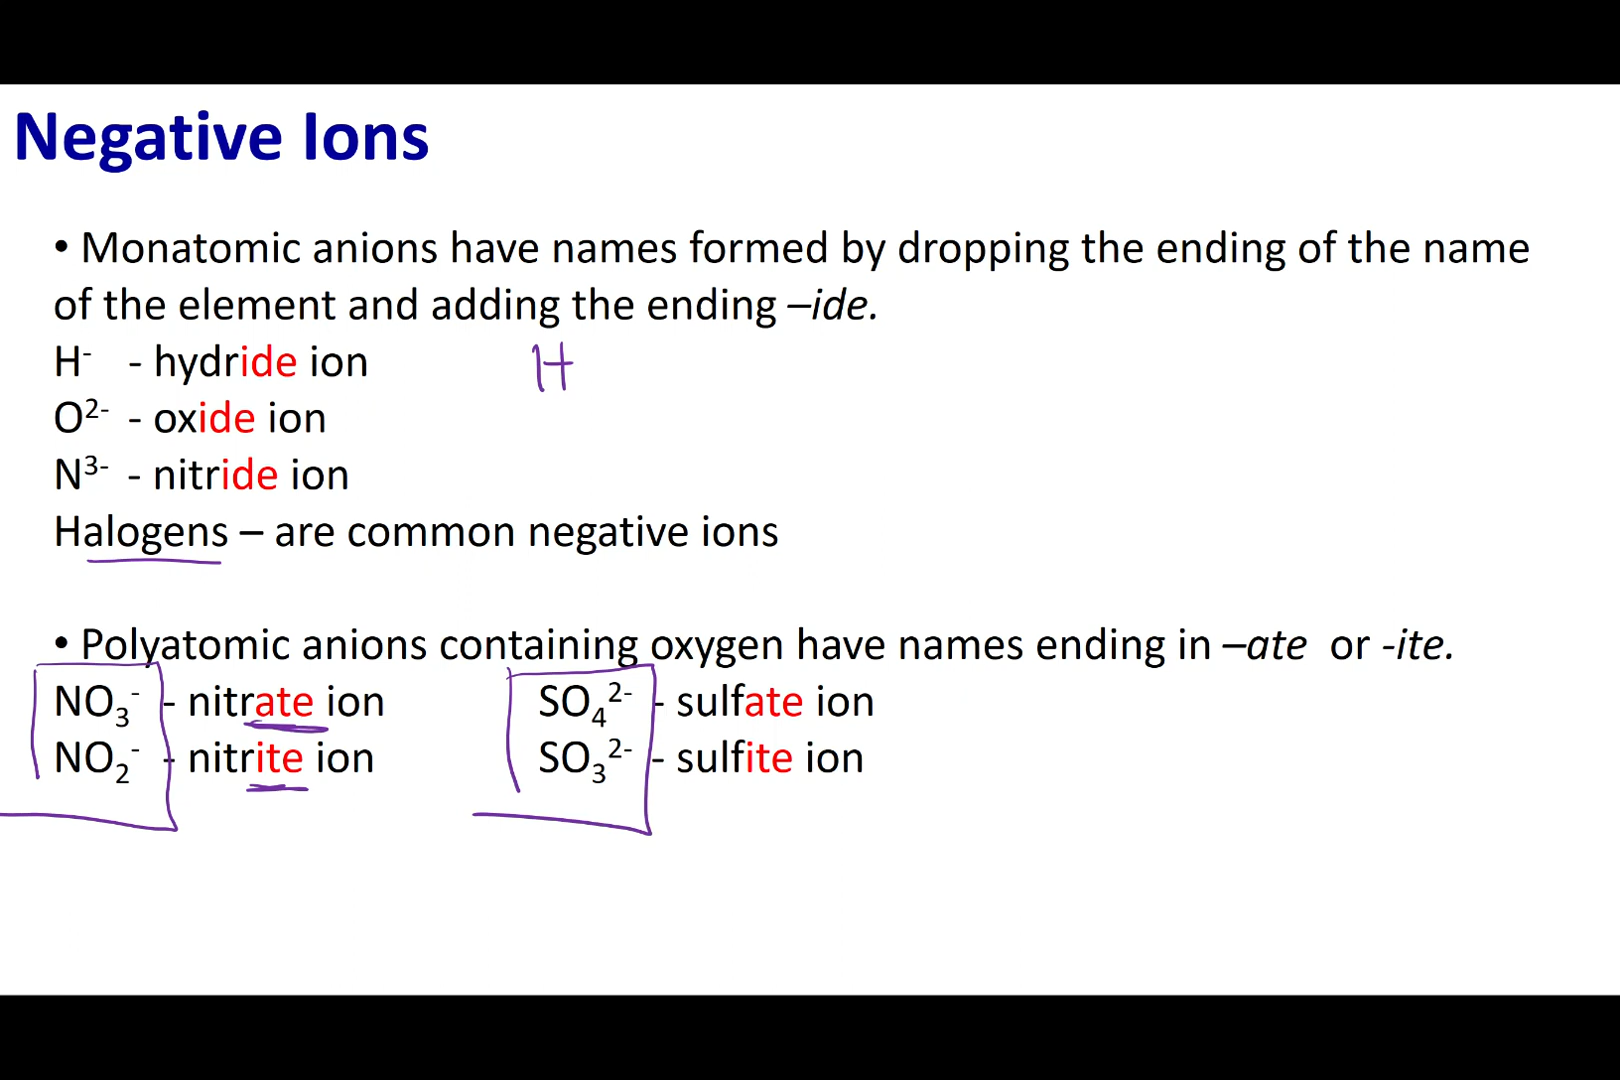 Negative Ions
• Monatomic anions have names formed by dropping the ending of the name
of the element and adding the ending –ide.
H⁻ - hydride ion H
O²⁻ - oxide ion
N³⁻ - nitride ion
Halogens – are common negative ions
• Polyatomic anions containing oxygen have names ending in –ate or -ite.
NO₃⁻ - nitrate ion SO₄²⁻ - sulfate ion
NO₂⁻ - nitrite ion SO₃²⁻ - sulfite ion